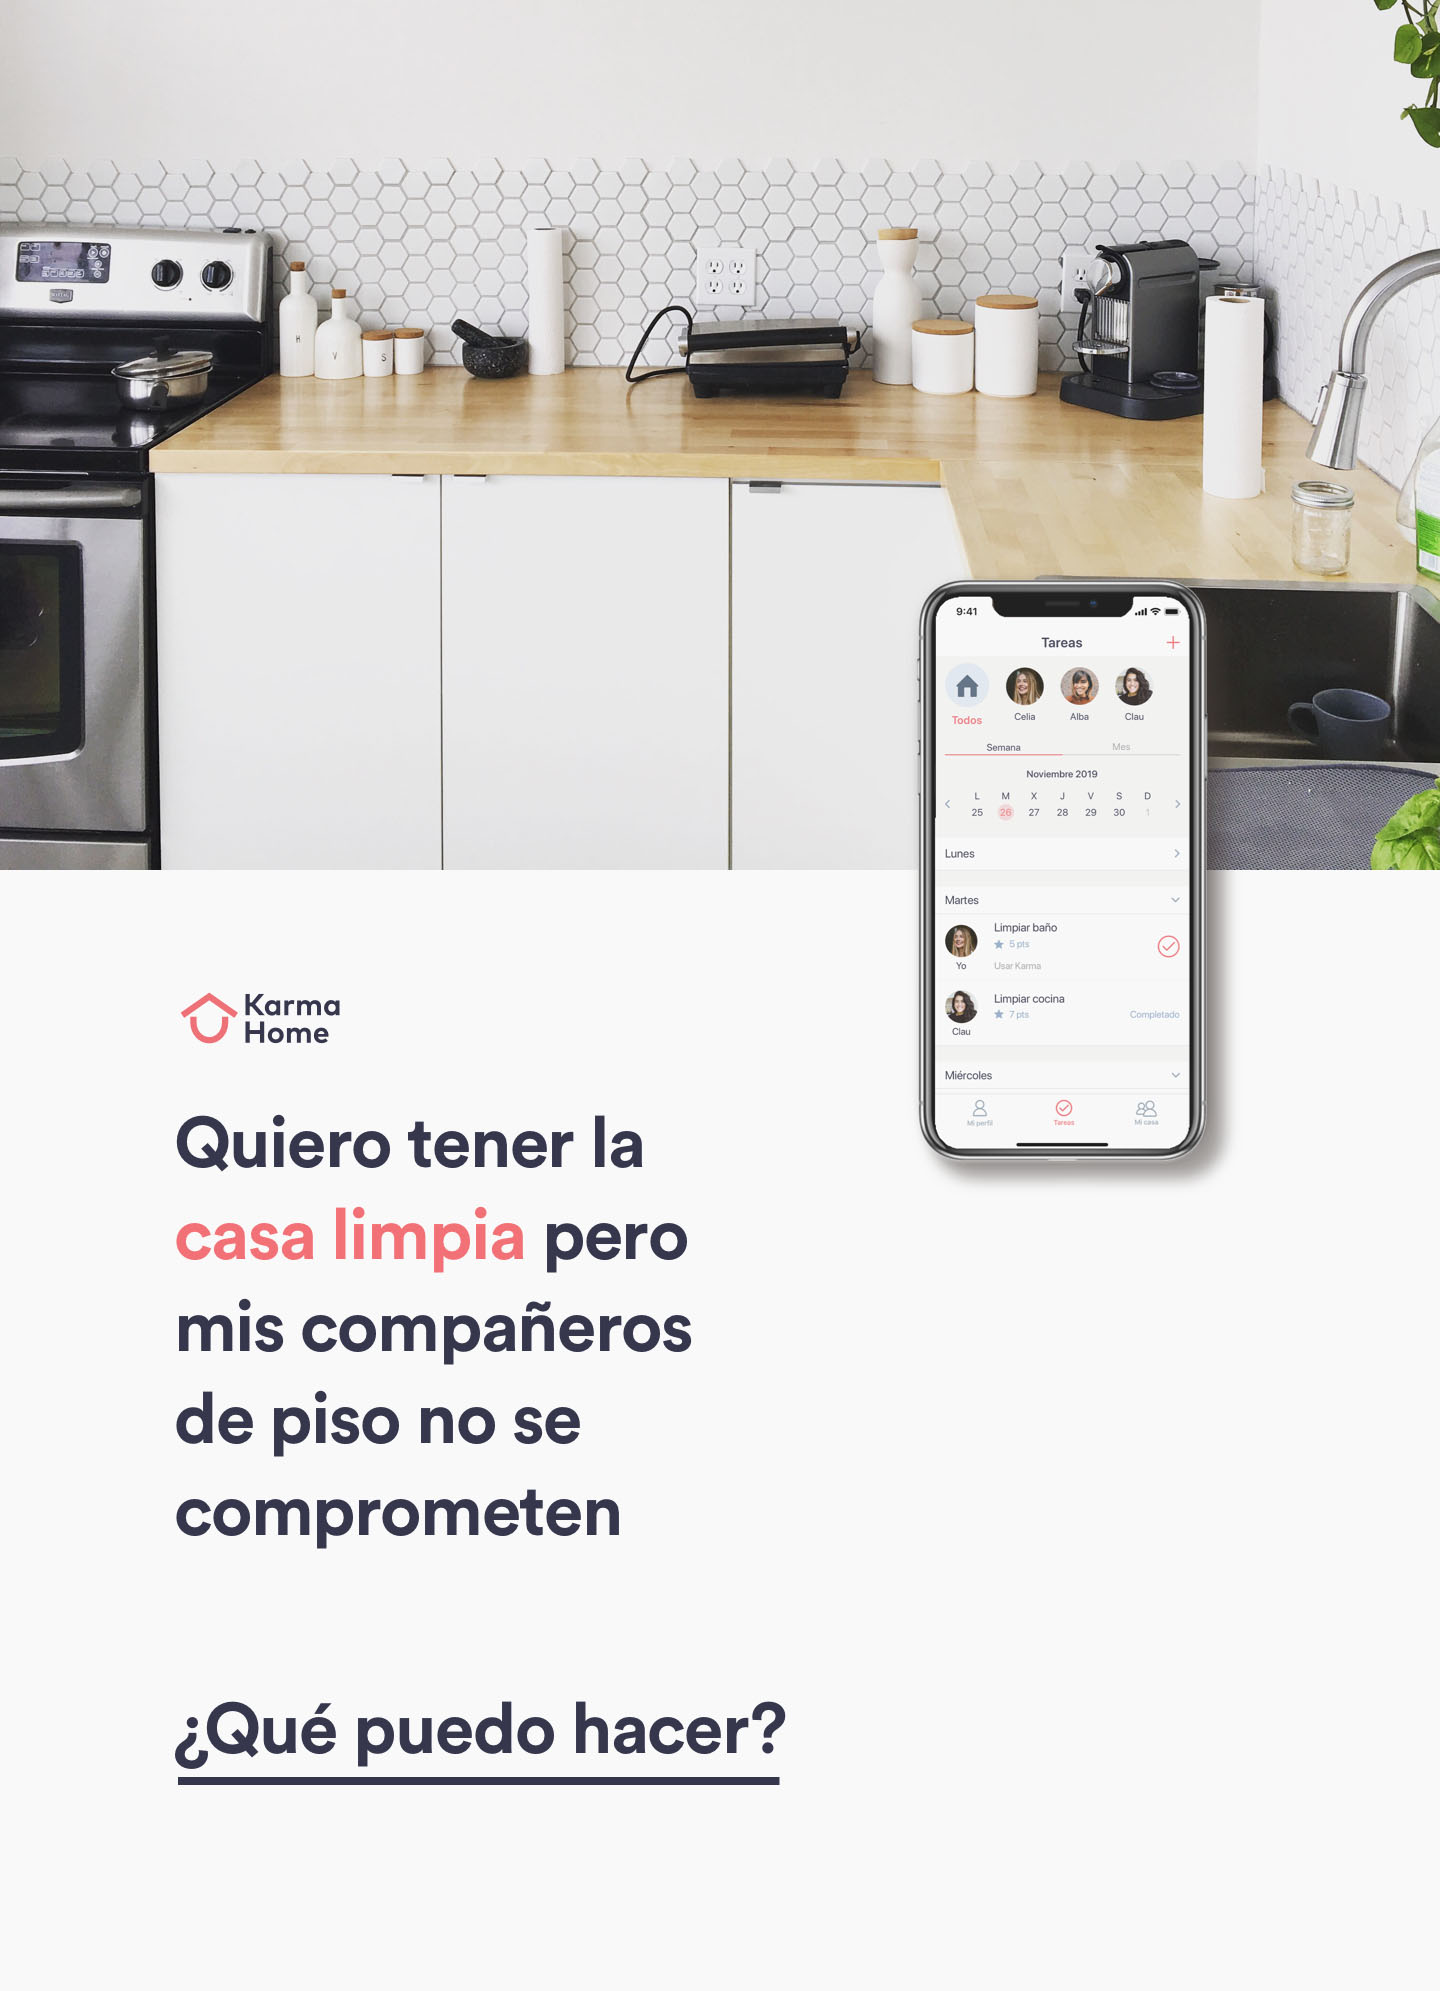 H
V
S
9:41
Tareas
Todos
Celia
Alba
Clau
Semana Mes
Noviembre 2019
L M X J V S D
25 26 27 28 29 30 1
Lunes
Martes
Limpiar baño
5 pts
Yo
Usar Karma
Limpiar cocina
7 pts
Completado
Clau
Miércoles
Mi perfil
Tareas
Mi casa
Karma
Home
Quiero tener la
casa limpia pero
mis compañeros
de piso no se
comprometen
¿Qué puedo hacer?